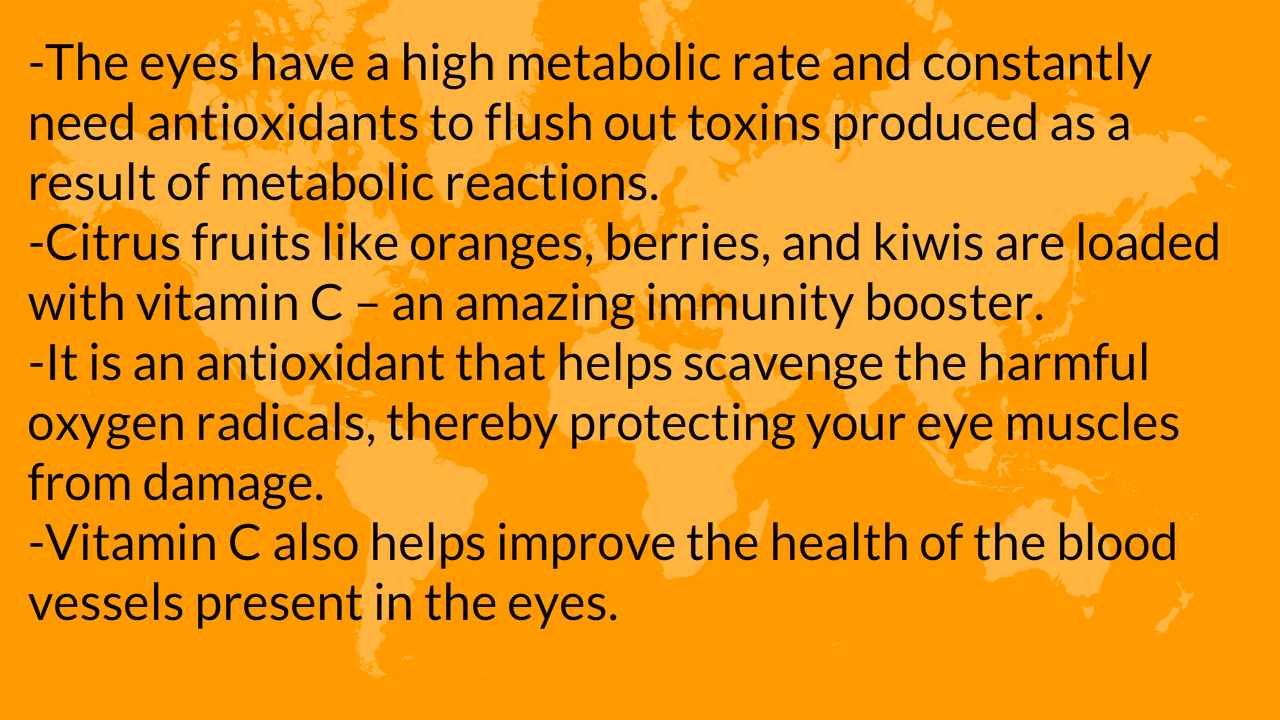 -The eyes have a high metabolic rate and constantly
need antioxidants to flush out toxins produced as a
result of metabolic reactions.
-Citrus fruits like oranges, berries, and kiwis are loaded
with vitamin C – an amazing immunity booster.
-It is an antioxidant that helps scavenge the harmful
oxygen radicals, thereby protecting your eye muscles
from damage.
-Vitamin C also helps improve the health of the blood
vessels present in the eyes.